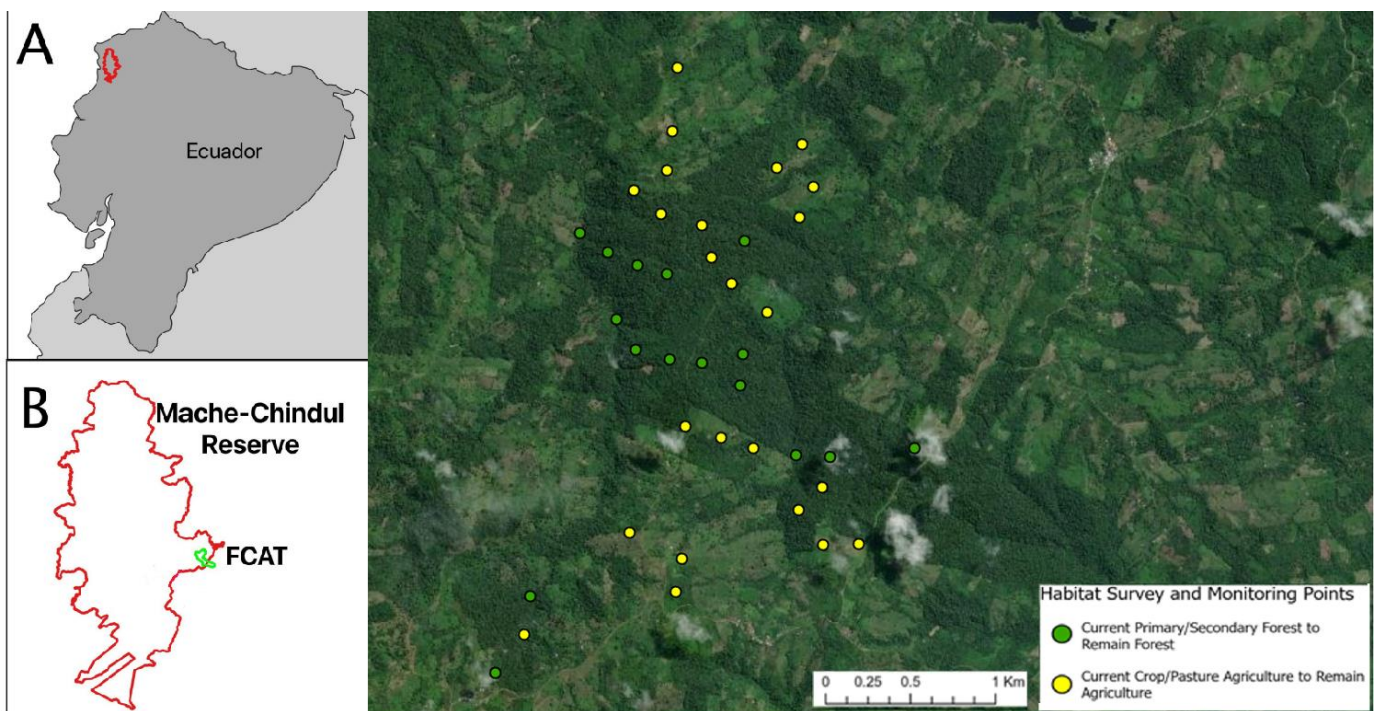 A
Ecuador
B
Mache-Chindul
Reserve
FCAT
Habitat Survey and Monitoring Points
Current Primary/Secondary Forest to
Remain Forest
Current Crop/Pasture Agriculture to Remain
Agriculture
0 0.25 0.5 1 Km